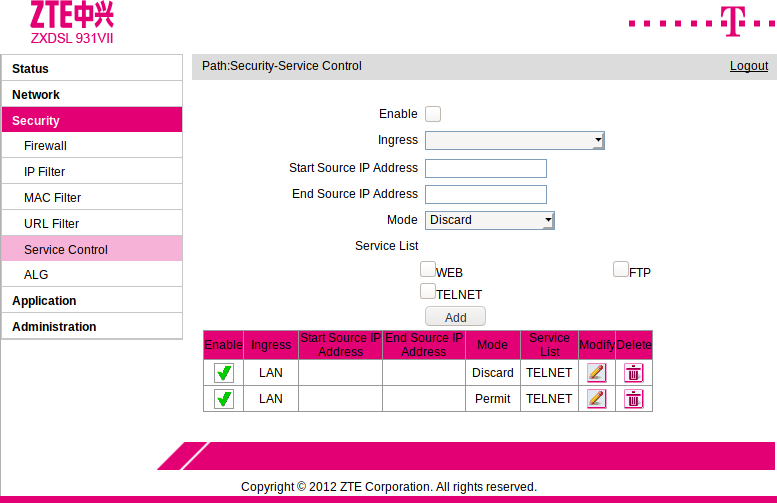 ZTE中兴
ZXDSL 931VII
T
Status
Network
Security
Firewall
IP Filter
MAC Filter
URL Filter
Service Control
ALG
Application
Administration
Path:Security-Service Control
Logout
Enable
Ingress
Start Source IP Address
End Source IP Address
Mode Discard
Service List
WEB FTP
TELNET
Add
Enable Ingress Start Source IP Address End Source IP Address Mode Service List Modify Delete
LAN Discard TELNET
LAN Permit TELNET
Copyright © 2012 ZTE Corporation. All rights reserved.